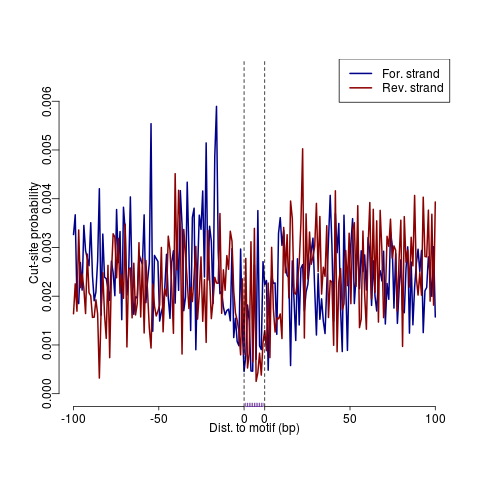 For. strand
Rev. strand
Cut-site probability
0.006
0.005
0.004
0.003
0.002
0.001
0.000
-100 -50 0 0 50 100
Dist. to motif (bp)